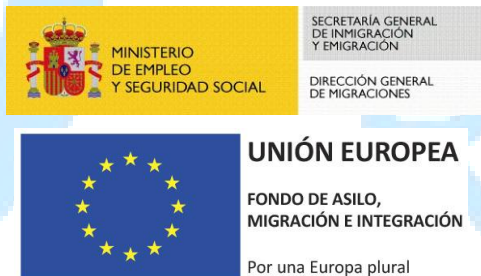 MINISTERIO
DE EMPLEO
Y SEGURIDAD SOCIAL
SECRETARÍA GENERAL
DE INMIGRACIÓN
Y EMIGRACIÓN
DIRECCIÓN GENERAL
DE MIGRACIONES
UNIÓN EUROPEA
FONDO DE ASILO,
MIGRACIÓN E INTEGRACIÓN
Por una Europa plural